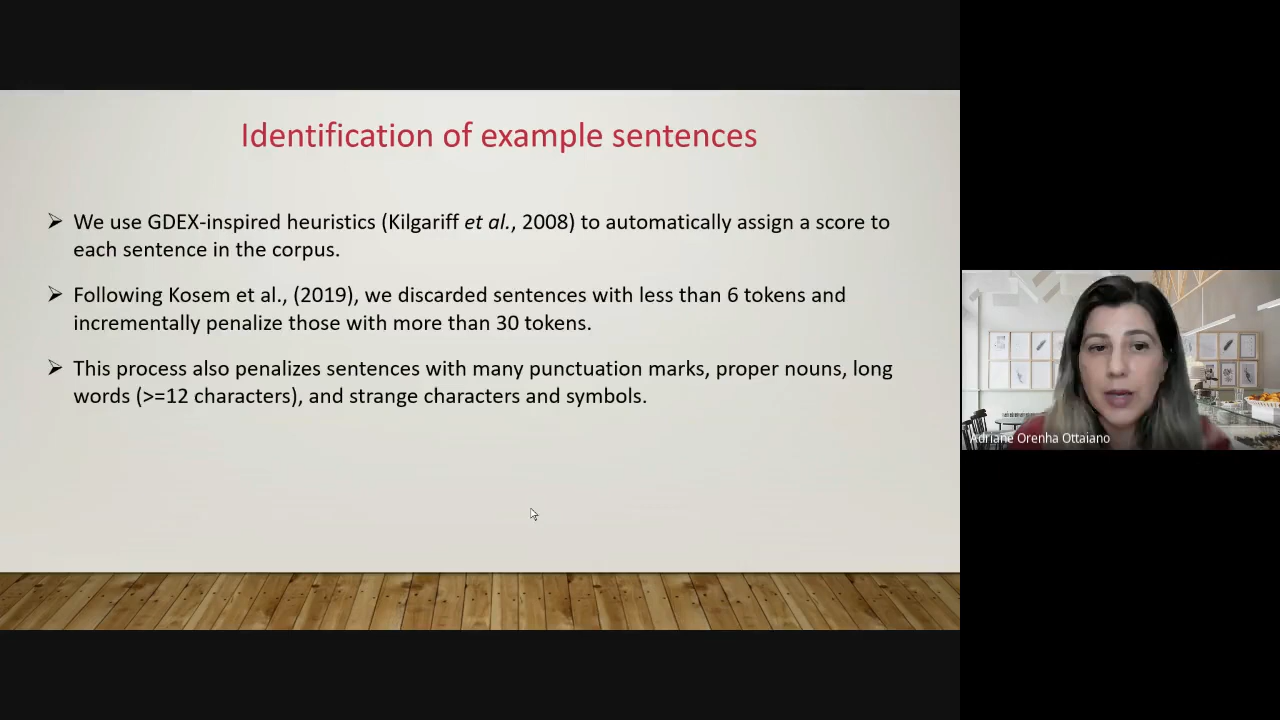 Identification of example sentences
We use GDEX-inspired heuristics (Kilgariff et al., 2008) to automatically assign a score to
each sentence in the corpus.
Following Kosem et al., (2019), we discarded sentences with less than 6 tokens and
incrementally penalize those with more than 30 tokens.
This process also penalizes sentences with many punctuation marks, proper nouns, long
words (>=12 characters), and strange characters and symbols.
Adriane Orenha Ottaiano